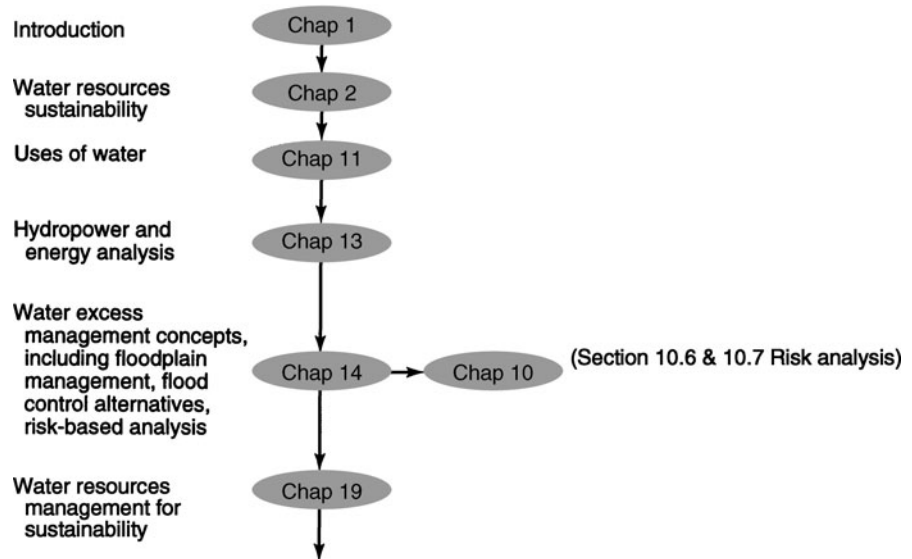 Introduction
Chap 1
Water resources
sustainability
Chap 2
Uses of water
Chap 11
Hydropower and
energy analysis
Chap 13
Water excess
management concepts,
including floodplain
management, flood
control alternatives,
risk-based analysis
Chap 14
Chap 10
(Section 10.6 & 10.7 Risk analysis)
Water resources
management for
sustainability
Chap 19